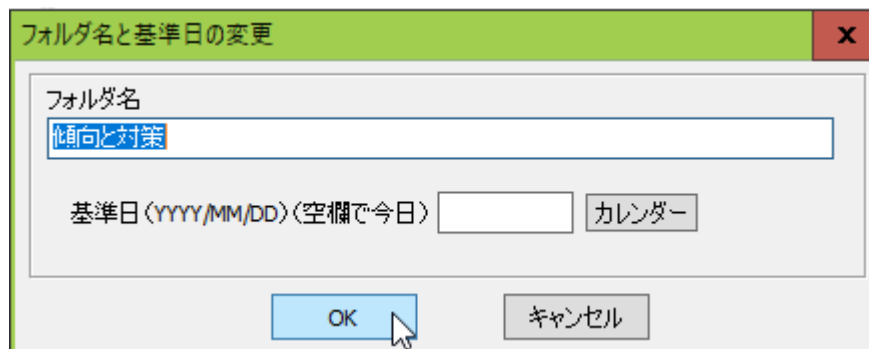 フォルダ名と基準日の変更
x
フォルダ名
傾向と対策
基準日(YYYY/MM/DD)(空欄で今日) カレンダー
OK キャンセル